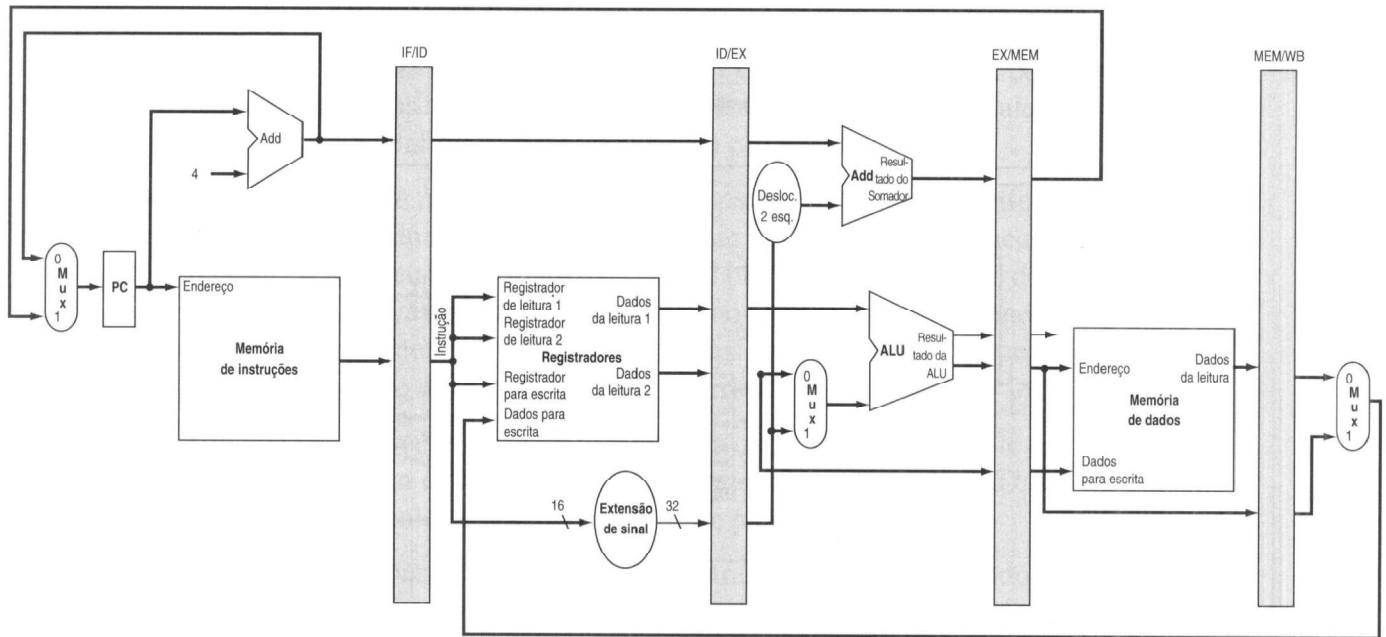 IF/ID
ID/EX
EX/MEM
MEM/WB
Add
4
0
M
u
x
1
PC
Endereço
Memória
de instruções
Instrução
Registrador
de leitura 1
Registrador
de leitura 2
Registradores
Registrador
para escrita
Dados para
escrita
Dados
da leitura 1
Dados
da leitura 2
16
Extensão
de sinal
32
Desloc.
2 esq.
Add
Resul-
tado do
Somador
0
M
u
x
1
ALU
Resul-
tado da
ALU
Endereço
Dados
da leitura
Memória
de dados
Dados
para escrita
0
M
u
x
1